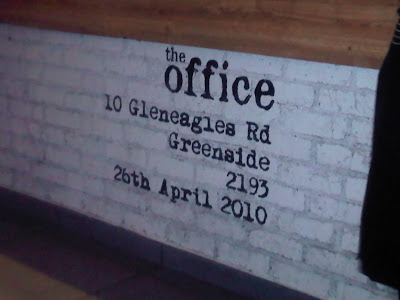 the
office
10 Gleneagles Rd
Greenside
2193
26th April 2010